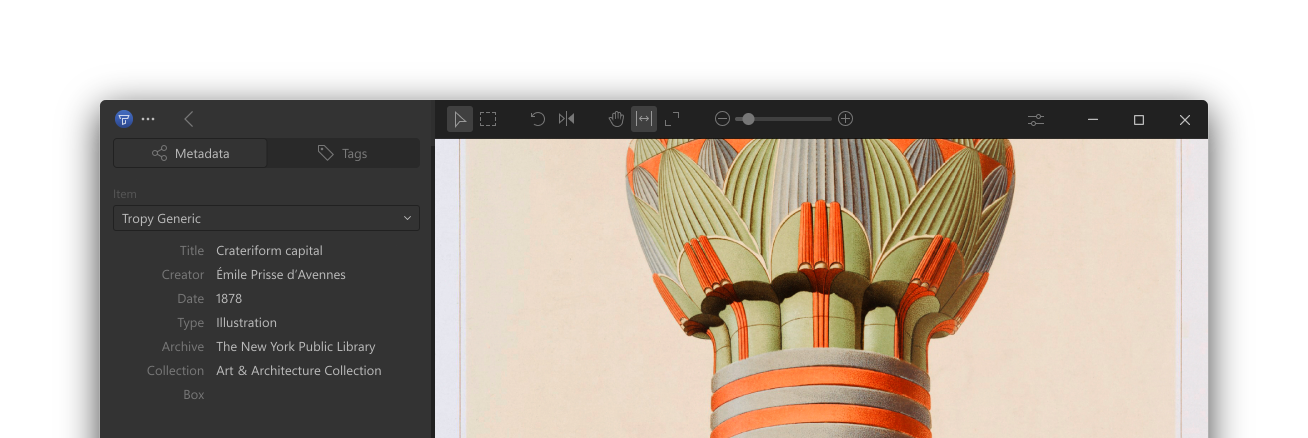 Metadata
Tags
Item
Tropy Generic
Title Crateriform capital
Creator Émile Prisse d'Avennes
Date 1878
Type Illustration
Archive The New York Public Library
Collection Art & Architecture Collection
Box